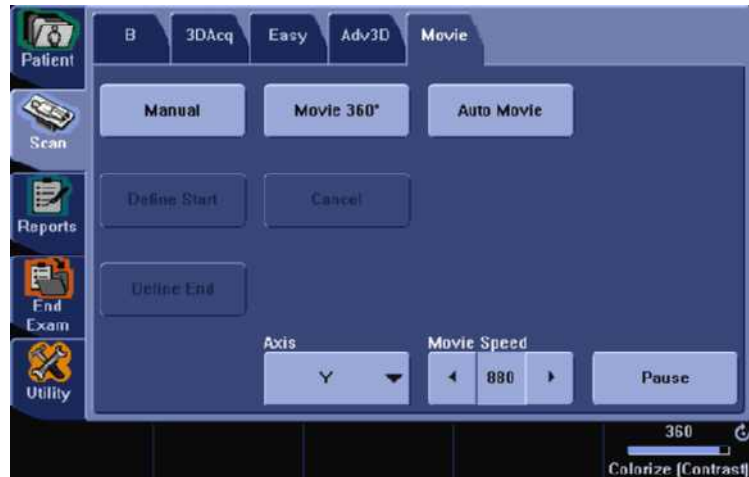 B 3DAcq Easy Adv3D Movie
Patient
Manual Movie 360° Auto Movie
Scan
Define Start Cancel
Reports
Define End
End
Exam
Axis Movie Speed
Y 880 Pause
Utility
360
Colorize (Contrast)